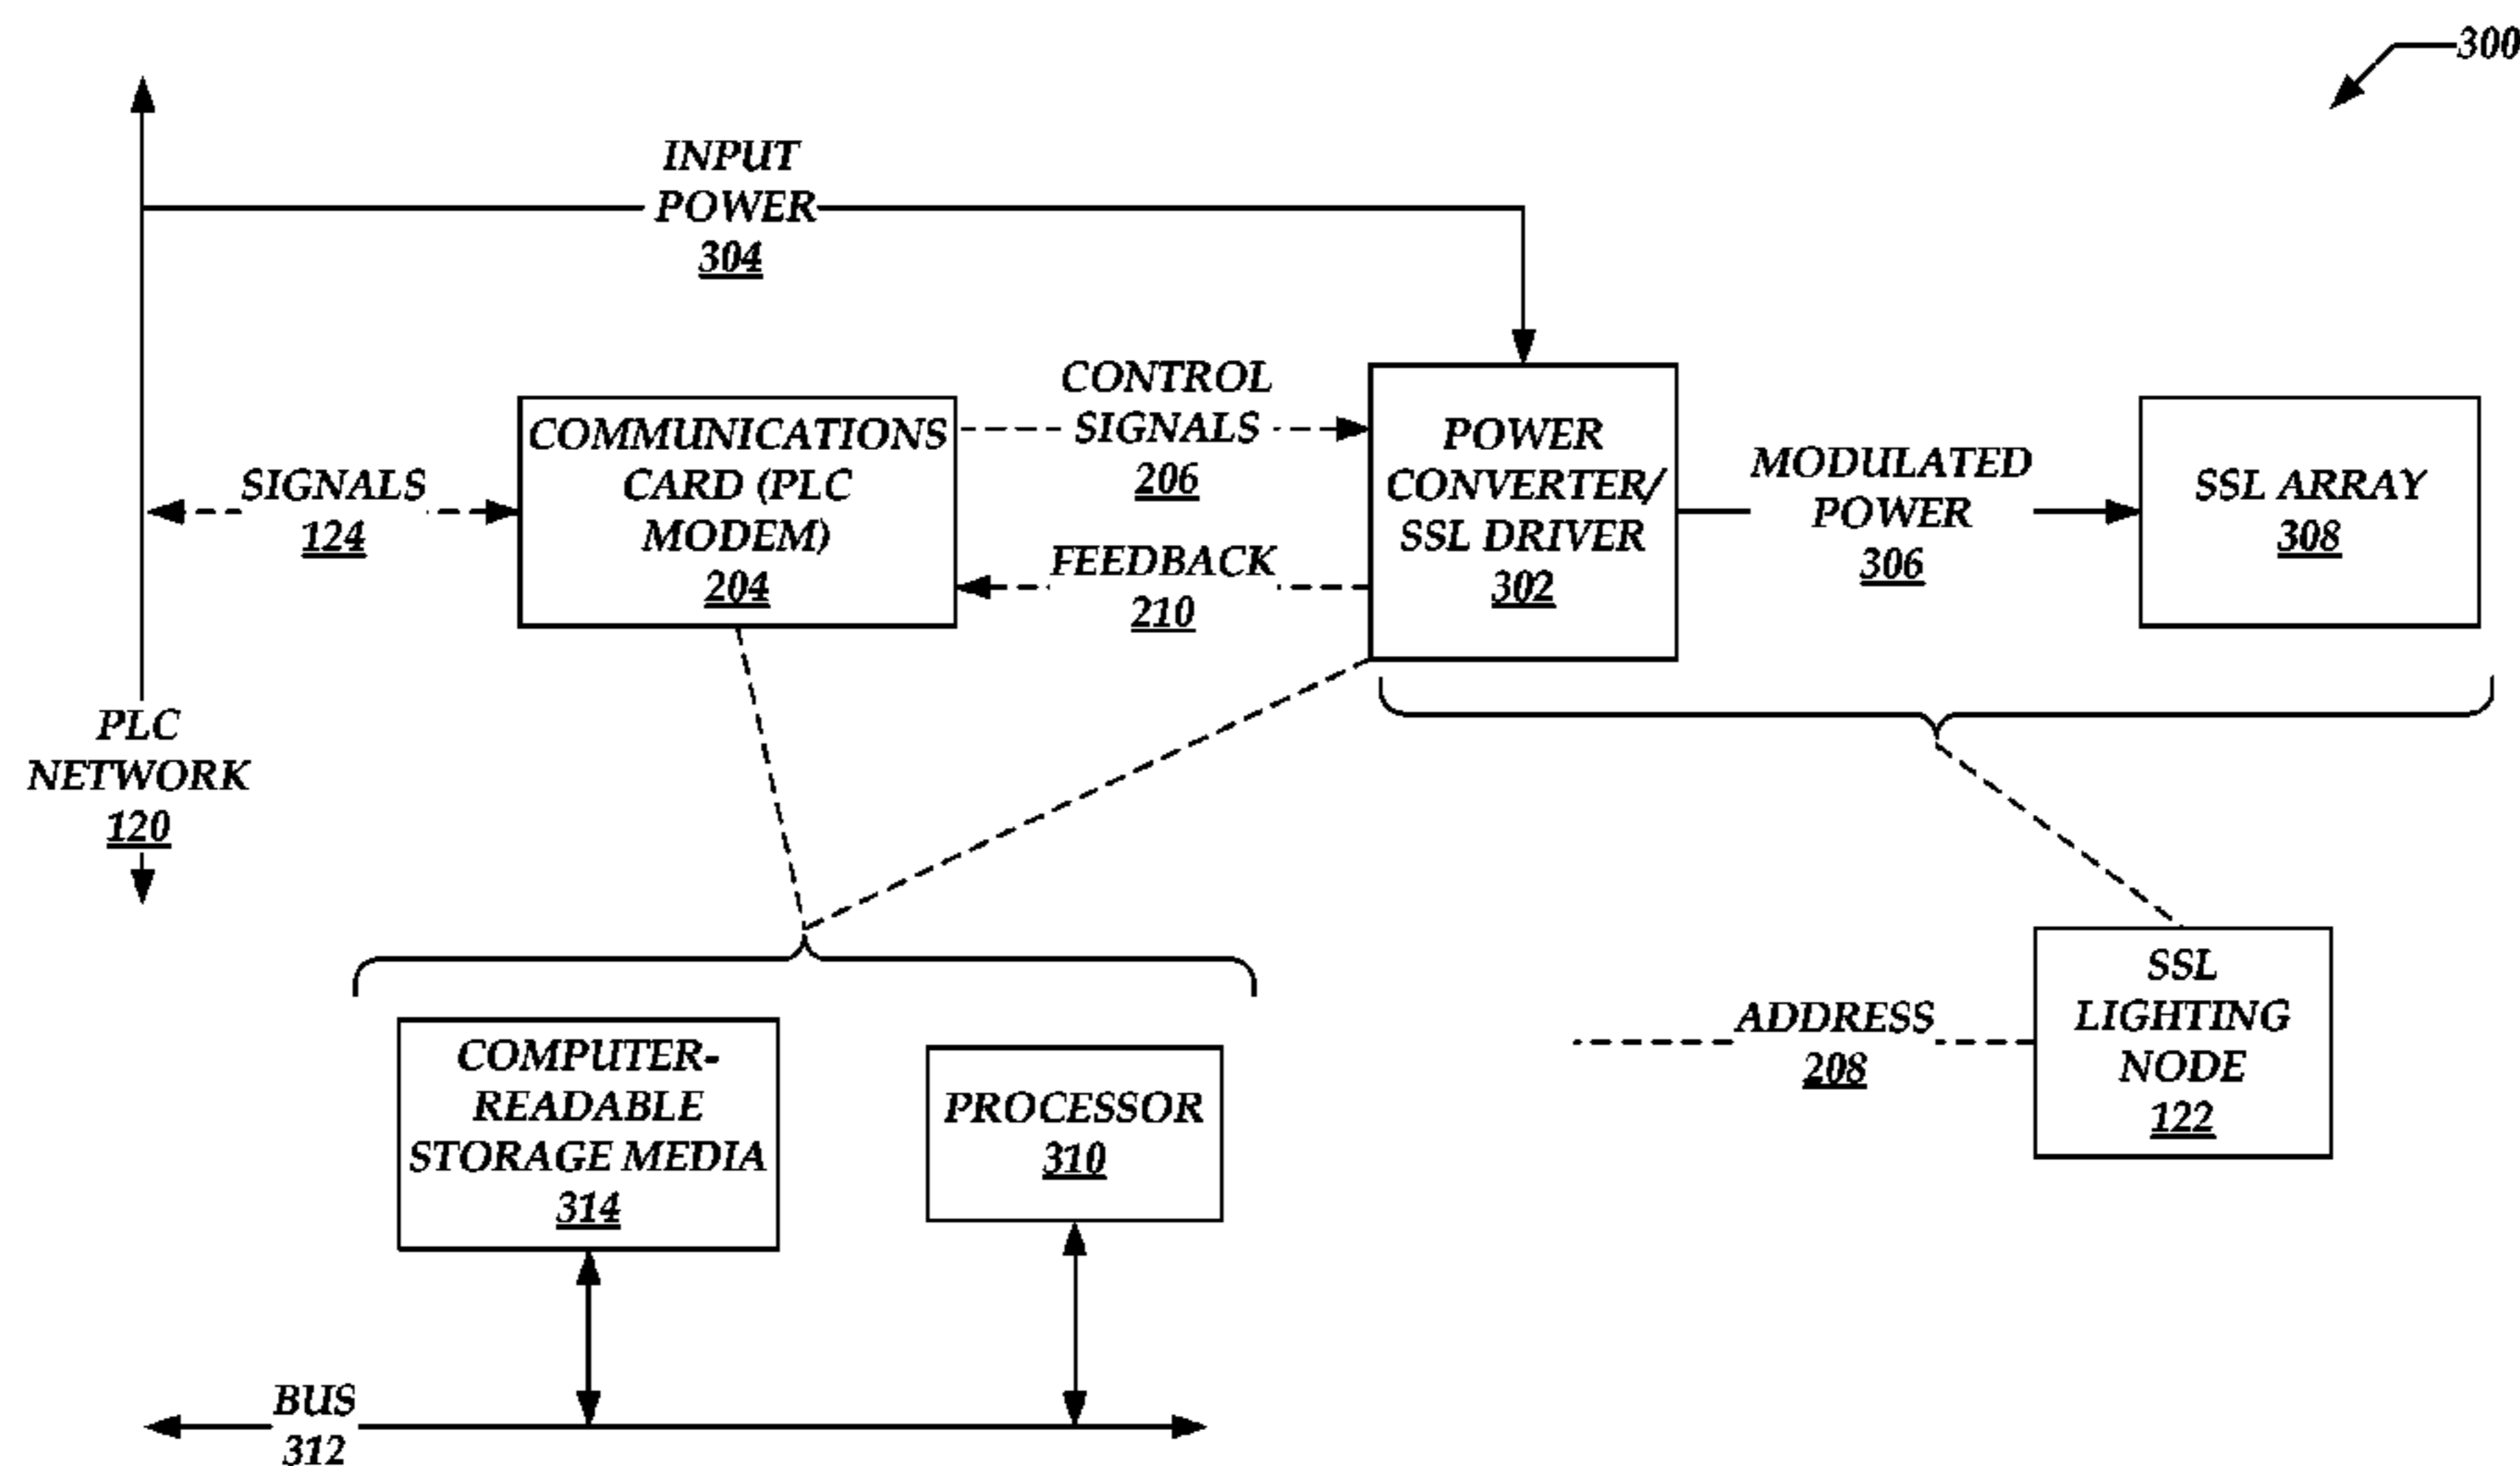 300
INPUT
POWER
304
CONTROL
SIGNALS
206
COMMUNICATIONS
CARD (PLC
MODEM)
204
SIGNALS
124
FEEDBACK
210
POWER
CONVERTER/
SSL DRIVER
302
MODULATED
POWER
306
SSL ARRAY
308
PLC
NETWORK
120
SSL
LIGHTING
NODE
122
ADDRESS
208
COMPUTER-
READABLE
STORAGE MEDIA
314
PROCESSOR
310
BUS
312